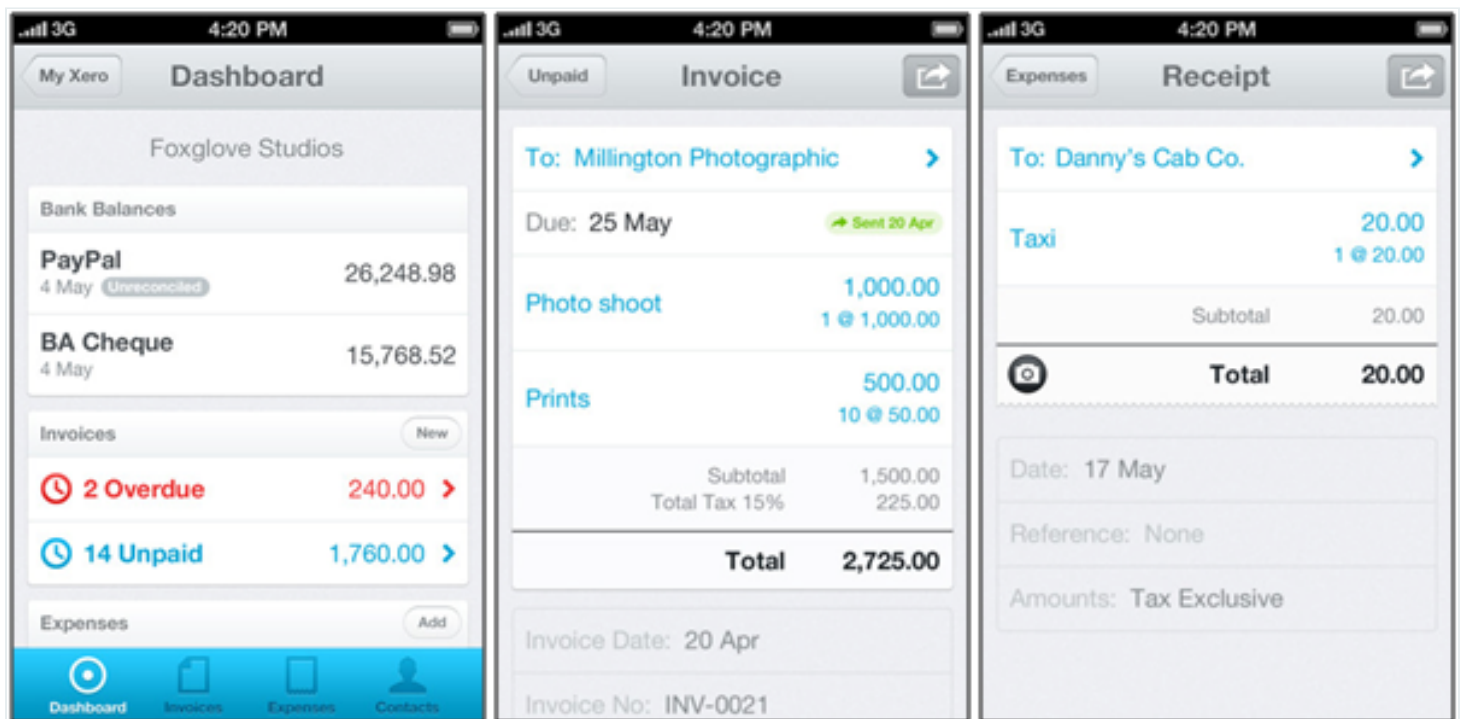 3G 4:20 PM
My Xero Dashboard
Foxglove Studios
Bank Balances
PayPal
4 May Unreconciled 26,248.98
BA Cheque
4 May 15,768.52
Invoices New
2 Overdue 240.00
14 Unpaid 1,760.00
Expenses Add
Dashboard Invoices Expenses Contacts
3G 4:20 PM
Unpaid Invoice
To: Millington Photographic
Due: 25 May Sent 20 Apr
Photo shoot 1,000.00
1 @ 1,000.00
Prints 500.00
10 @ 50.00
Subtotal 1,500.00
Total Tax 15% 225.00
Total 2,725.00
Invoice Date: 20 Apr
Invoice No: INV-0021
3G 4:20 PM
Expenses Receipt
To: Danny's Cab Co.
Taxi 20.00
1 @ 20.00
Subtotal 20.00
Total 20.00
Date: 17 May
Reference: None
Amounts: Tax Exclusive